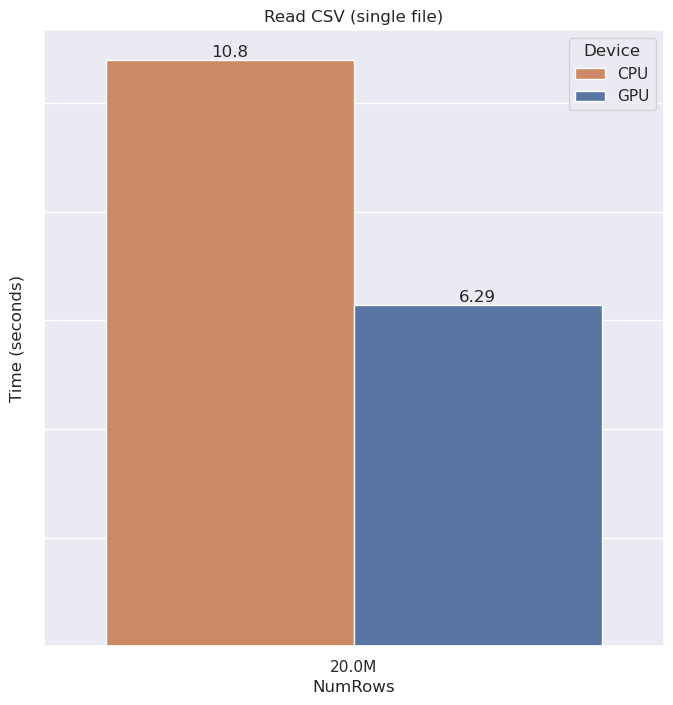 Read CSV (single file)
10.8
Device
CPU
GPU
6.29
Time (seconds)
20.0M
NumRows